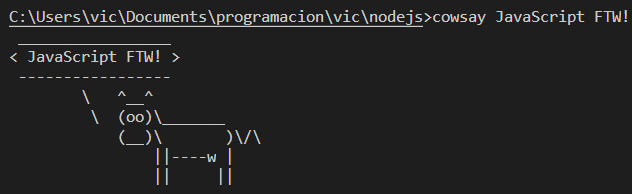 C:\Users\vic\Documents\programacion\vic\nodejs>cowsay JavaScript FTW!
 _________________
< JavaScript FTW! >
 -----------------
        \   ^__^
         \  (oo)\_______
            (__)\       )\/\
                ||----w |
                ||     ||